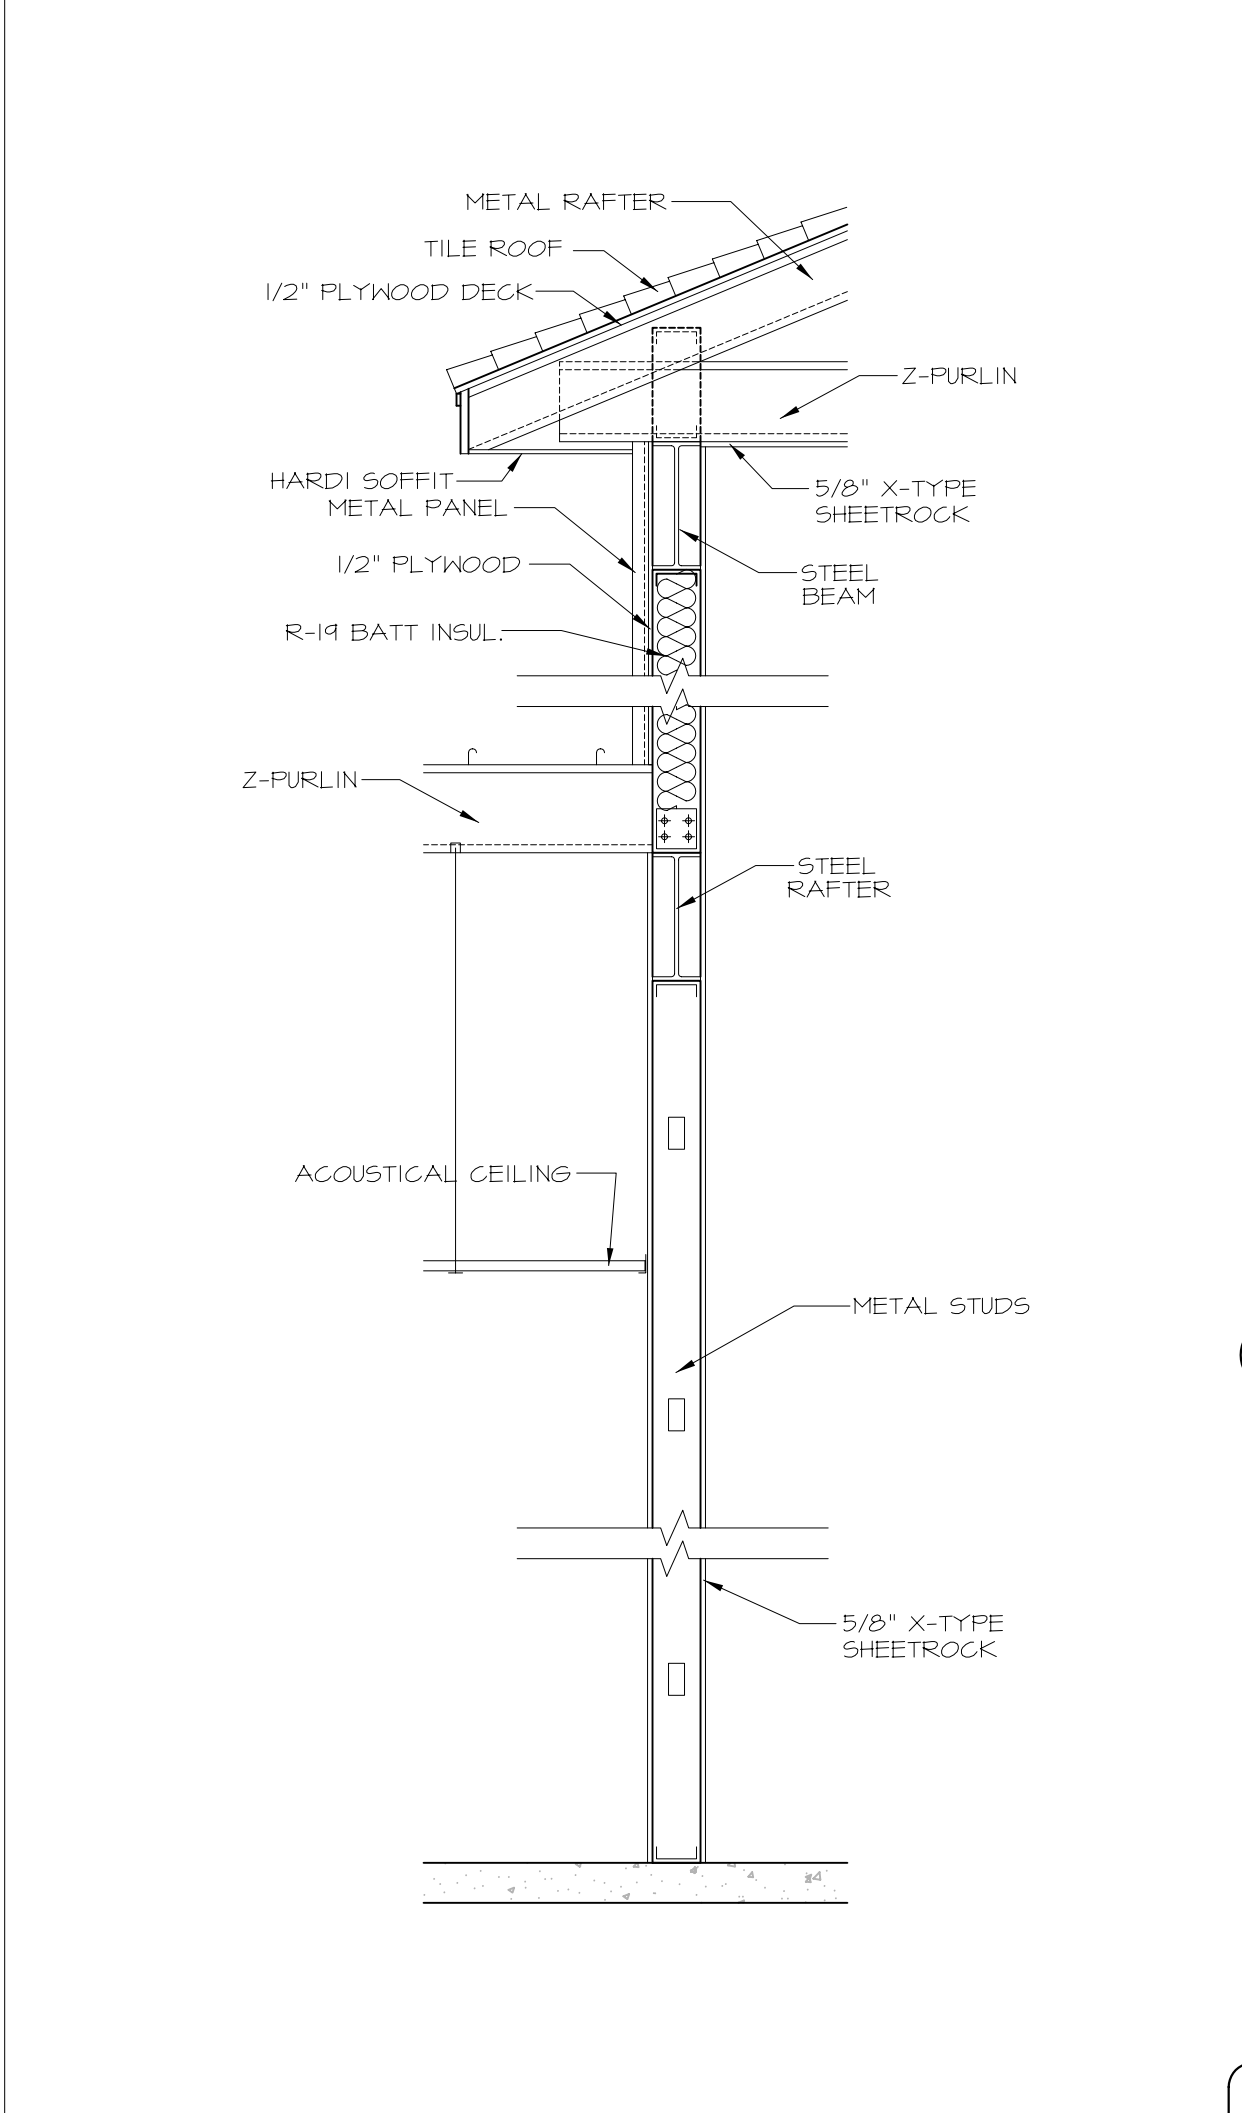 METAL RAFTER
TILE ROOF
1/2" PLYWOOD DECK
Z-PURLIN
HARDI SOFFIT
5/8" X-TYPE
SHEETROCK
METAL PANEL
1/2" PLYWOOD
STEEL
BEAM
R-19 BATT INSUL.
Z-PURLIN
STEEL
RAFTER
ACOUSTICAL CEILING
METAL STUDS
5/8" X-TYPE
SHEETROCK